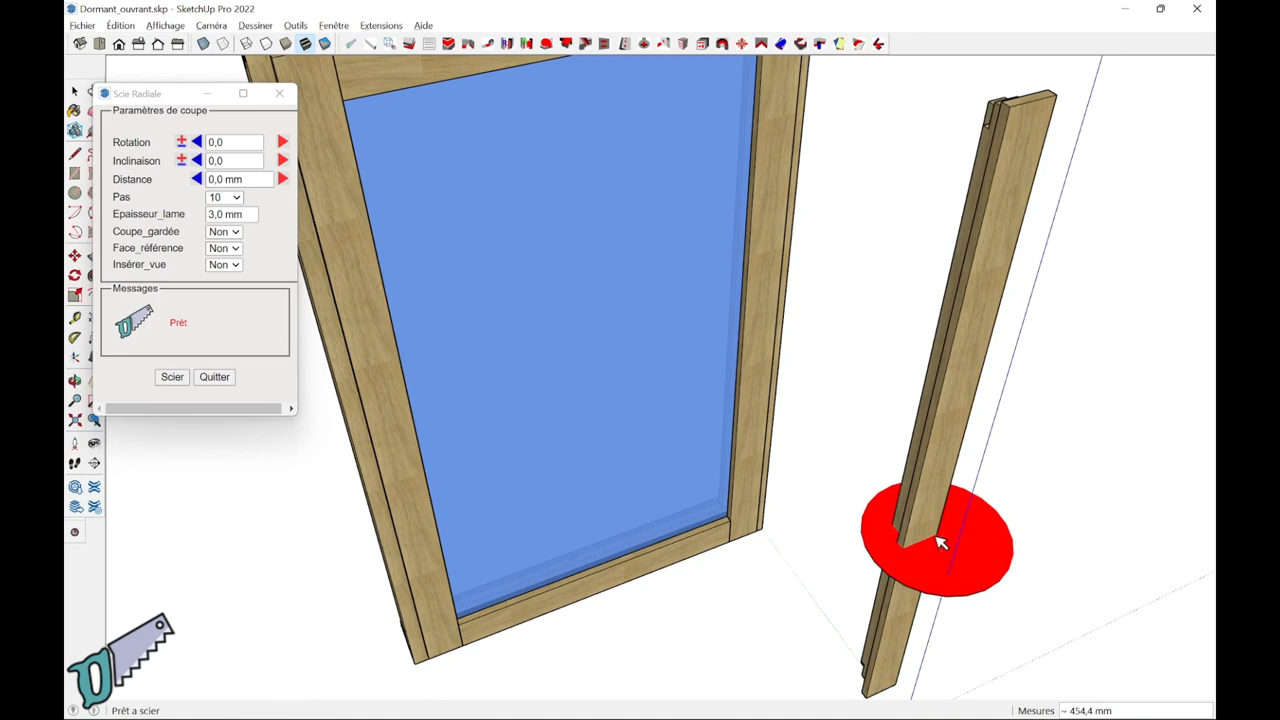 Dormant_ouvrant.skp - SketchUp Pro 2022
Fichier Édition Affichage Caméra Dessiner Outils Fenêtre Extensions Aide
Scie Radiale
Paramètres de coupe
Rotation 0,0
Inclinaison 0,0
Distance 0,0 mm
Pas 10
Epaisseur_lame 3,0 mm
Coupe_gardée Non
Face_référence Non
Insérer_vue Non
Messages
Prêt
Scier Quitter
Prêt a scier Mesures ~ 454,4 mm